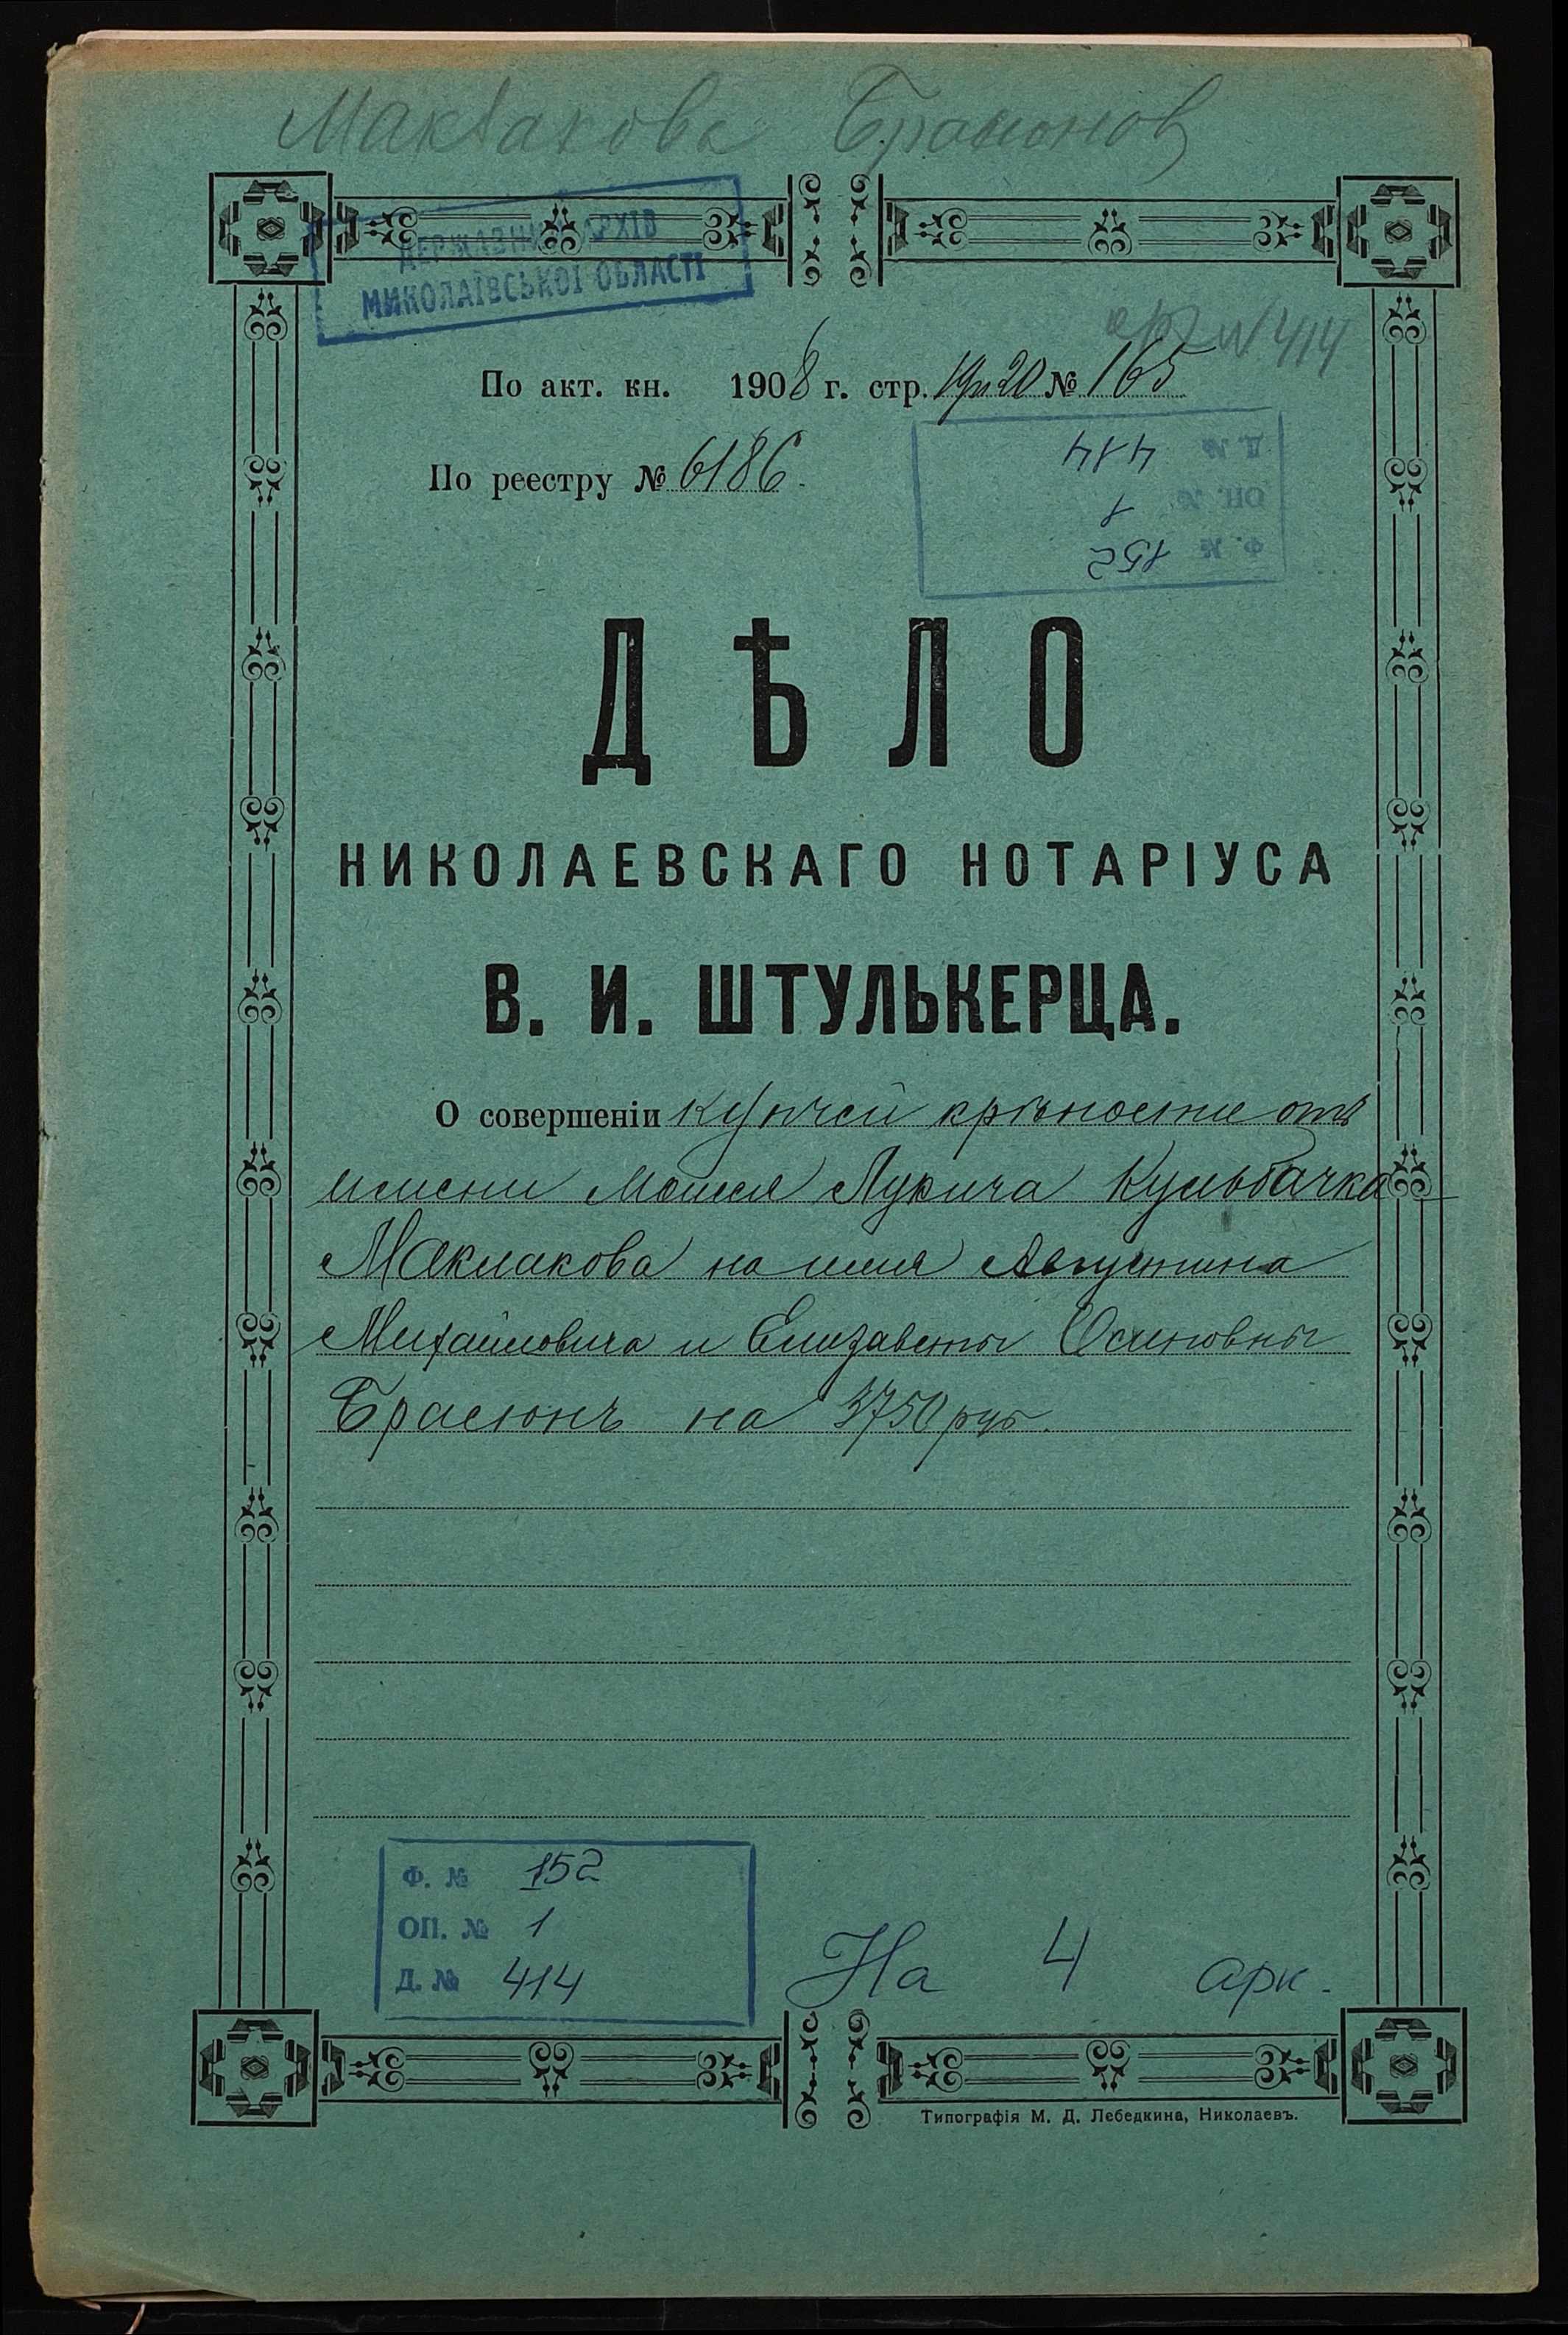 Маклакова Брасюнов
ДЕРЖАВНИЙ АРХІВ
МИКОЛАЇВСЬКОЇ ОБЛАСТІ
№ 414
По акт. кн. 1908 г. стр. 19 и 20 № 165
По реестру № 6186.
Ф. № 152
ОП. № 1
Д. № 414
ДѢЛО
НИКОЛАЕВСКАГО НОТАРІУСА
В. И. ШТУЛЬКЕРЦА.
О совершеніи купчей крѣпости отъ
имени Мотеля Лукича Кульбачка
Маклакова на имя Августина
Михайловича и Елизаветы Осиповны
Брасюнъ на 3750 руб.
Ф. № 152
ОП. № 1
Д. № 414
На 4 арк.
Типографія М. Д. Лебедкина, Николаевъ.